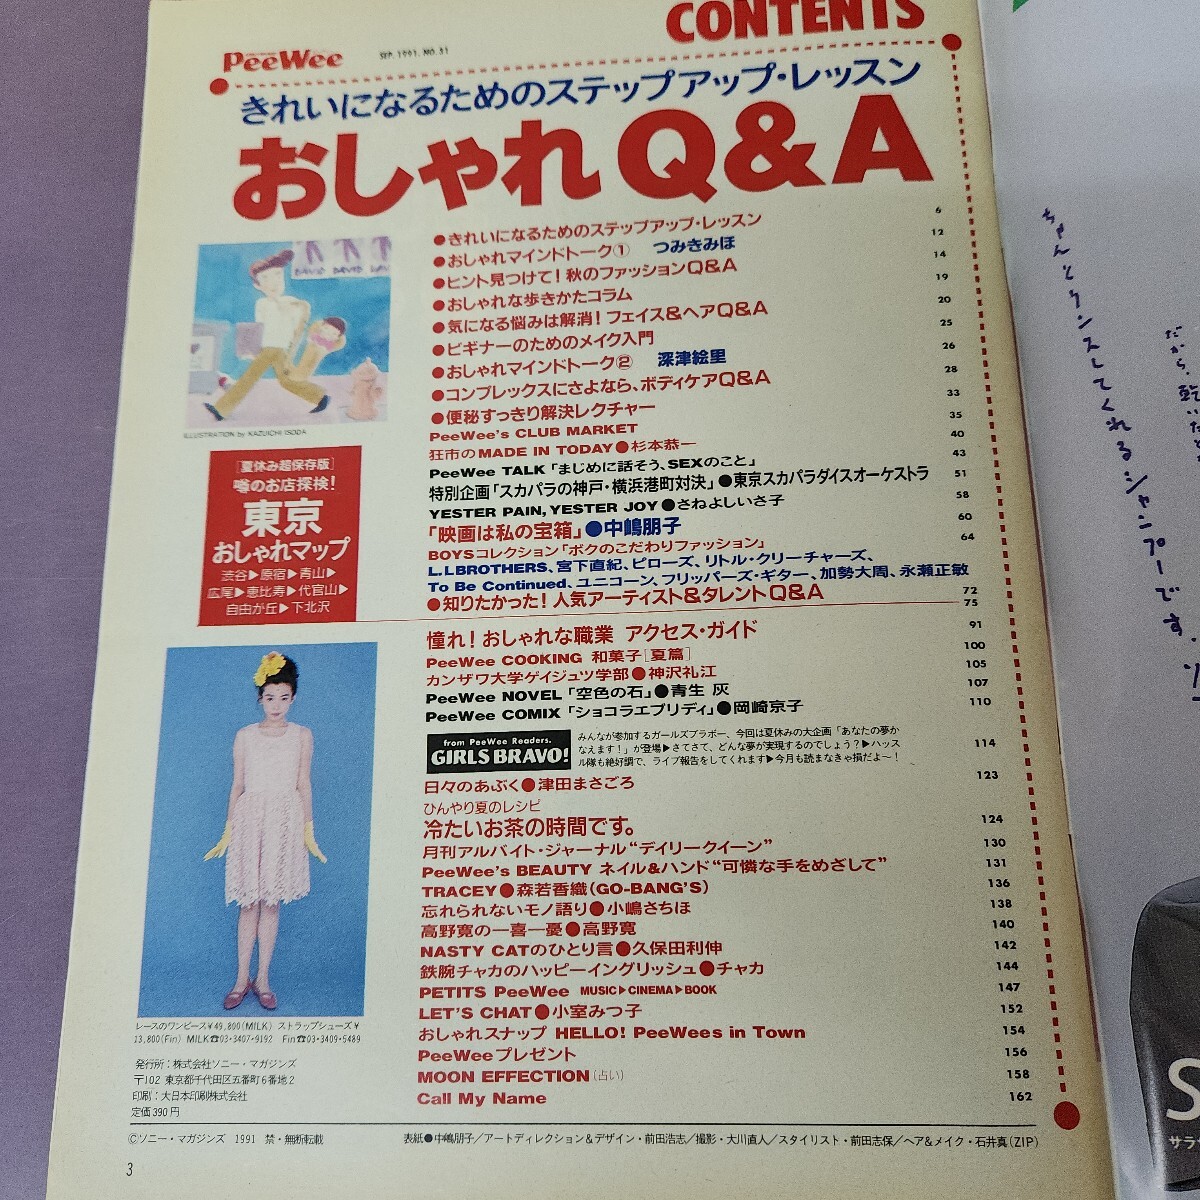 CONTENTS
PeeWee
SEP. 1991. NO.31
きれいになるためのステップアップ・レッスン
おしゃれQ&A
●きれいになるためのステップアップ・レッスン 6
●おしゃれマインドトーク① つみきみほ 12
●ヒント見つけて!秋のファッションQ&A 14
●おしゃれな歩きかたコラム 19
●気になる悩みは解消!フェイス&ヘアQ&A 20
●ビギナーのためのメイク入門 25
●おしゃれマインドトーク② 深津絵里 26
●コンプレックスにさよなら、ボディケアQ&A 28
●便秘すっきり解決レクチャー 33
PeeWee's CLUB MARKET 35
狂市のMADE IN TODAY●杉本恭一 40
PeeWee TALK「まじめに話そう、SEXのこと」 43
特別企画「スカパラの神戸・横浜港町対決」●東京スカパラダイスオーケストラ 51
YESTER PAIN, YESTER JOY●さねよしいさ子 58
「映画は私の宝箱」●中嶋朋子 60
BOYSコレクション「ボクのこだわりファッション」 64
L.LBROTHERS、宮下直紀、ピローズ、リトル・クリーチャーズ、
To Be Continued、ユニコーン、フリッパーズ・ギター、加勢大周、永瀬正敏
●知りたかった!人気アーティスト&タレントQ&A 72
75
憧れ!おしゃれな職業 アクセス・ガイド 91
PeeWee COOKING 和菓子[夏篇] 100
カンザワ大学ゲイジュツ学部●神沢礼江 105
PeeWee NOVEL「空色の石」●青生 灰 107
PeeWee COMIX「ショコラエブリディ」●岡崎京子 110
from PeeWee Readers.
GIRLS BRAVO!
みんなが参加するガールズブラボー、今回は夏休みの大企画「あなたの夢か
なえます!」が登場▶さてさて、どんな夢が実現するのでしょう?▶ハッス
ル隊も絶好調で、ライブ報告をしてくれます▶今月も読まなきゃ損だよ〜!
114
日々のあぶく●津田まさごろ 123
ひんやり夏のレシピ
冷たいお茶の時間です。 124
月刊アルバイト・ジャーナル“デイリークイーン” 130
PeeWee's BEAUTY ネイル&ハンド“可憐な手をめざして” 131
TRACEY●森若香織(GO-BANG'S) 136
忘れられないモノ語り●小嶋さちほ 138
高野寛の一喜一憂●高野寛 140
NASTY CATのひとり言●久保田利伸 142
鉄腕チャカのハッピーイングリッシュ●チャカ 144
PETITS PeeWee MUSIC▶CINEMA▶BOOK 147
LET'S CHAT●小室みつ子 152
おしゃれスナップ HELLO! PeeWees in Town 154
PeeWeeプレゼント 156
MOON EFFECTION(占い) 158
Call My Name 162
DAVID DAVID
ILLUSTRATION by KAZUICHI ISODA
[夏休み超保存版]
噂のお店探検!
東京
おしゃれマップ
渋谷▶原宿▶青山▶
広尾▶恵比寿▶代官山▶
自由が丘▶下北沢
レースのワンピース¥49,800(MILK) ストラップシューズ¥
13,800(Fin) MILK☎03・3407・9192 Fin☎03・3409・5489
発行所：株式会社ソニー・マガジンズ
〒102 東京都千代田区五番町6番地2
印刷：大日本印刷株式会社
定価390円
©ソニー・マガジンズ 1991 禁・無断転載
表紙●中嶋朋子/アートディレクション&デザイン・前田浩志/撮影・大川直人/スタイリスト・前田志保/ヘア&メイク・石井真(ZIP)
3
ちゃんとリンスしてくれるシャンプーです。
だから、乾いた
S
サラサ